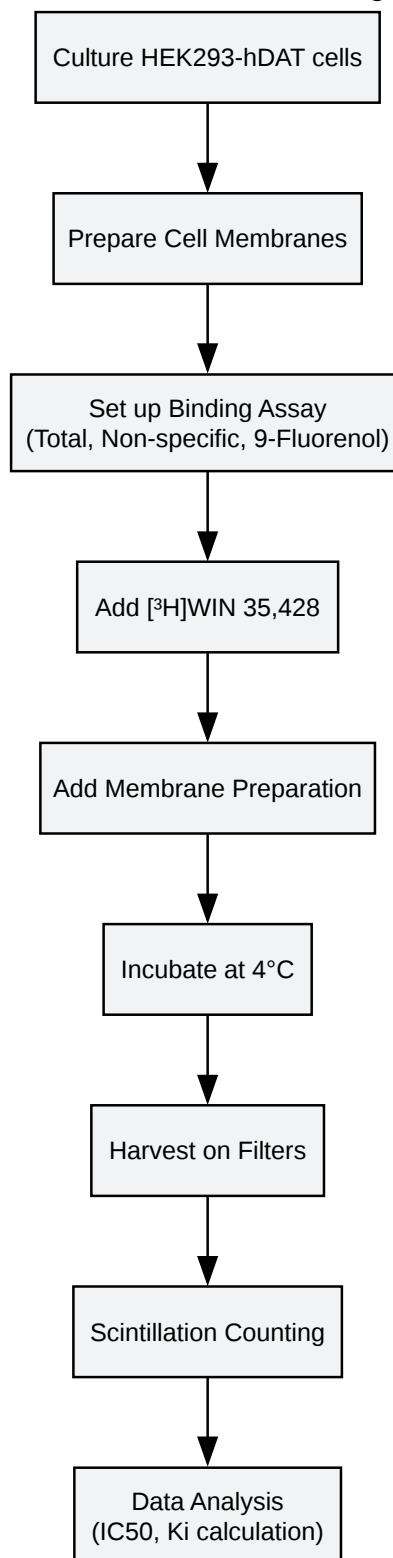 Culture HEK293-hDAT cells
Prepare Cell Membranes
Set up Binding Assay
(Total, Non-specific, 9-Fluorenol)
Add [³H]WIN 35,428
Add Membrane Preparation
Incubate at 4°C
Harvest on Filters
Scintillation Counting
Data Analysis
(IC50, Ki calculation)